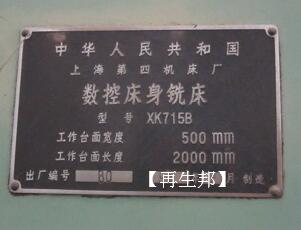 中华人民共和国
上海第四机床厂
数控床身铣床
型号 XK715B
工作台面宽度 500 mm
工作台面长度 2000 mm
出厂编号 80 【再生邦】 月 制造